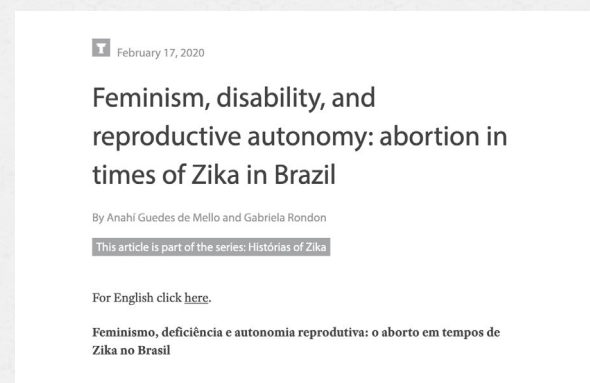 T February 17, 2020
Feminism, disability, and
reproductive autonomy: abortion in
times of Zika in Brazil
By Anahí Guedes de Mello and Gabriela Rondon
This article is part of the series: Histórias of Zika
For English click here.
Feminismo, deficiência e autonomia reprodutiva: o aborto em tempos de
Zika no Brasil